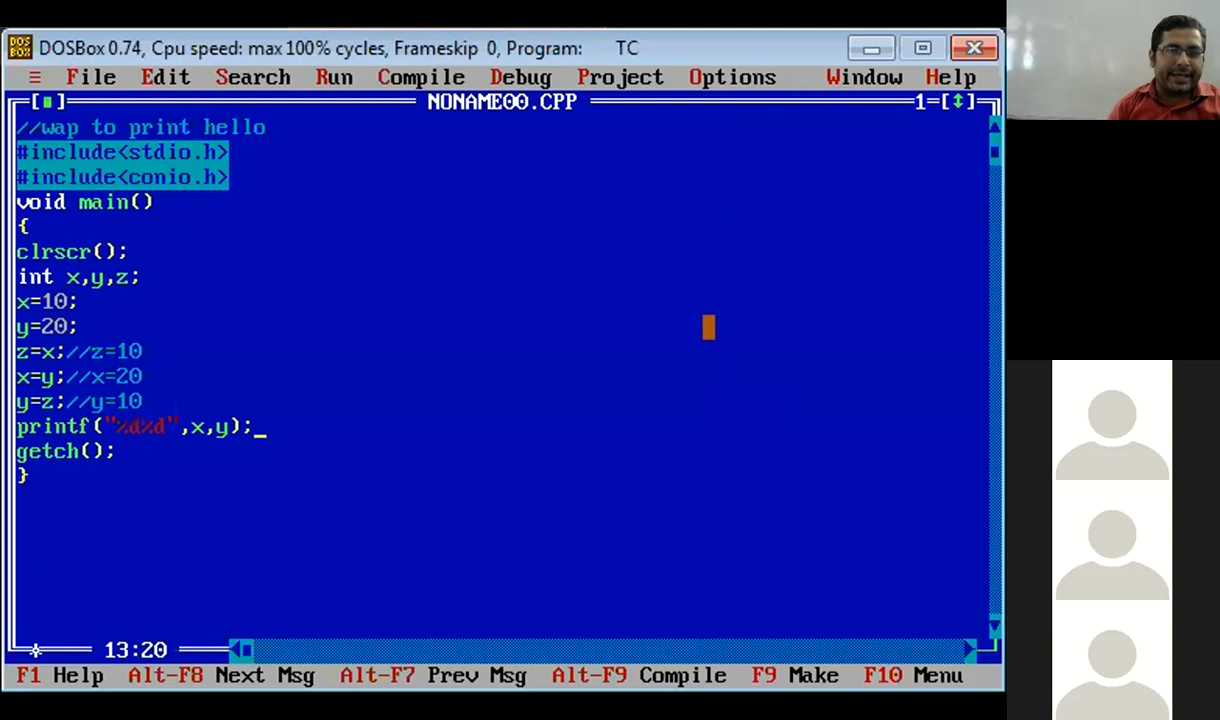 DOSBox 0.74, Cpu speed: max 100% cycles, Frameskip 0, Program: TC
≡ File Edit Search Run Compile Debug Project Options Window Help
[■] NONAME00.CPP 1=[↕]
//wap to print hello
#include<stdio.h>
#include<conio.h>
void main()
{
clrscr();
int x,y,z;
x=10;
y=20;
z=x;//z=10
x=y;//x=20
y=z;//y=10
printf("%d%d",x,y);_
getch();
}
13:20
F1 Help Alt-F8 Next Msg Alt-F7 Prev Msg Alt-F9 Compile F9 Make F10 Menu